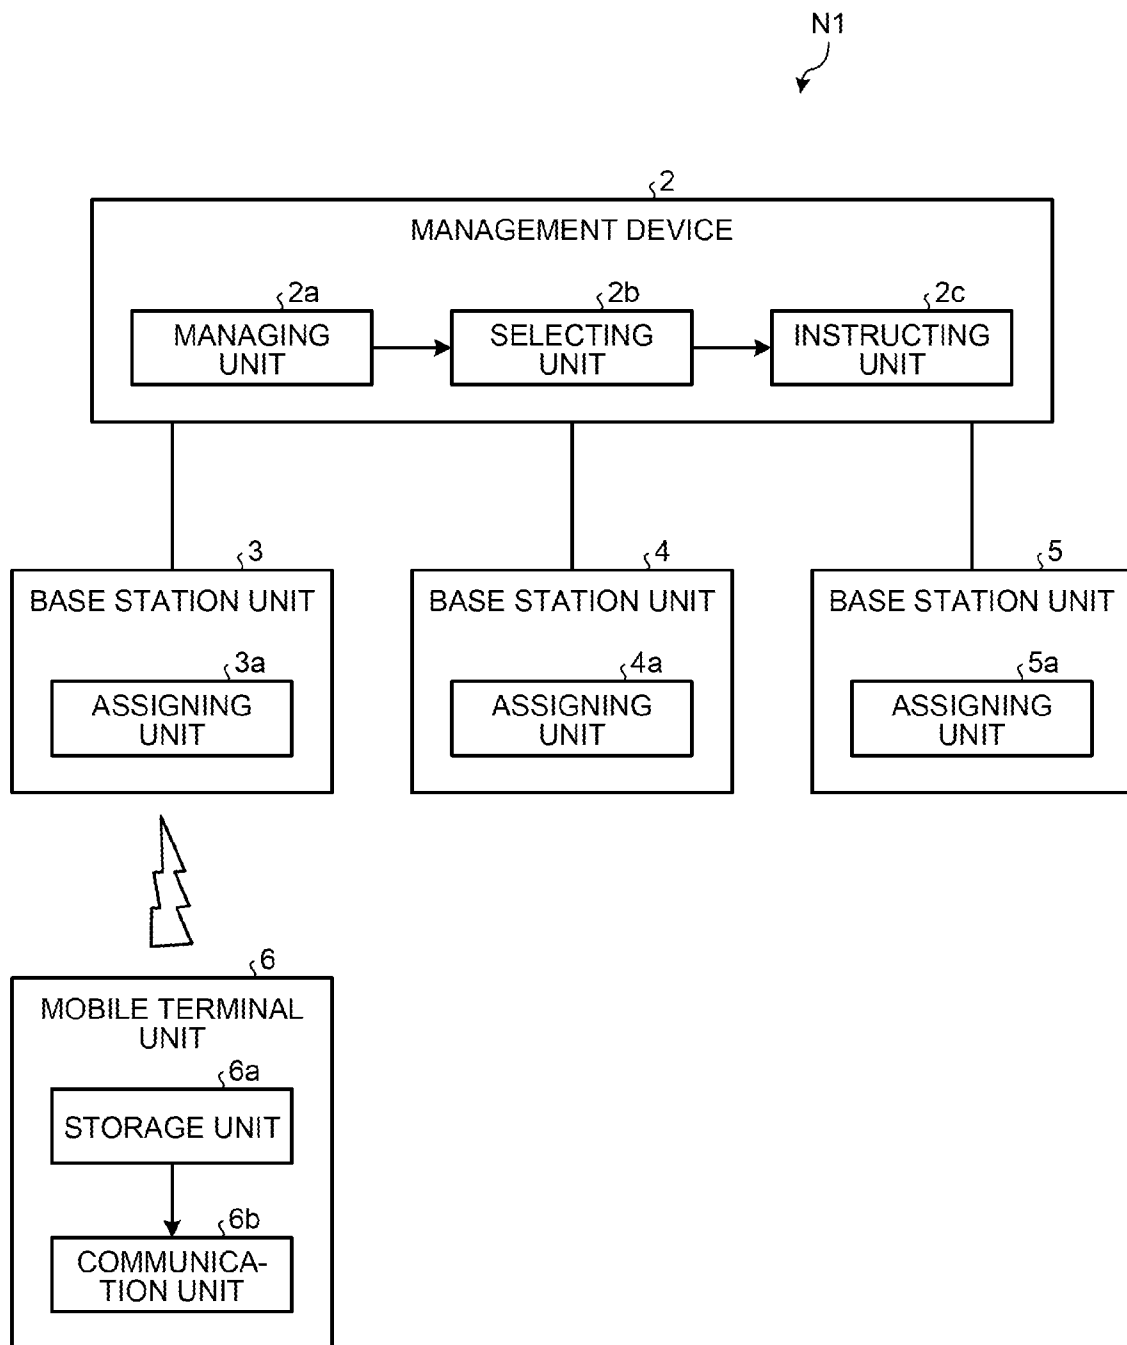 N1
2
MANAGEMENT DEVICE
2a
2b
2c
MANAGING
UNIT
SELECTING
UNIT
INSTRUCTING
UNIT
3
4
5
BASE STATION UNIT
BASE STATION UNIT
BASE STATION UNIT
3a
4a
5a
ASSIGNING
UNIT
ASSIGNING
UNIT
ASSIGNING
UNIT
6
MOBILE TERMINAL
UNIT
6a
STORAGE UNIT
6b
COMMUNICA-
TION UNIT